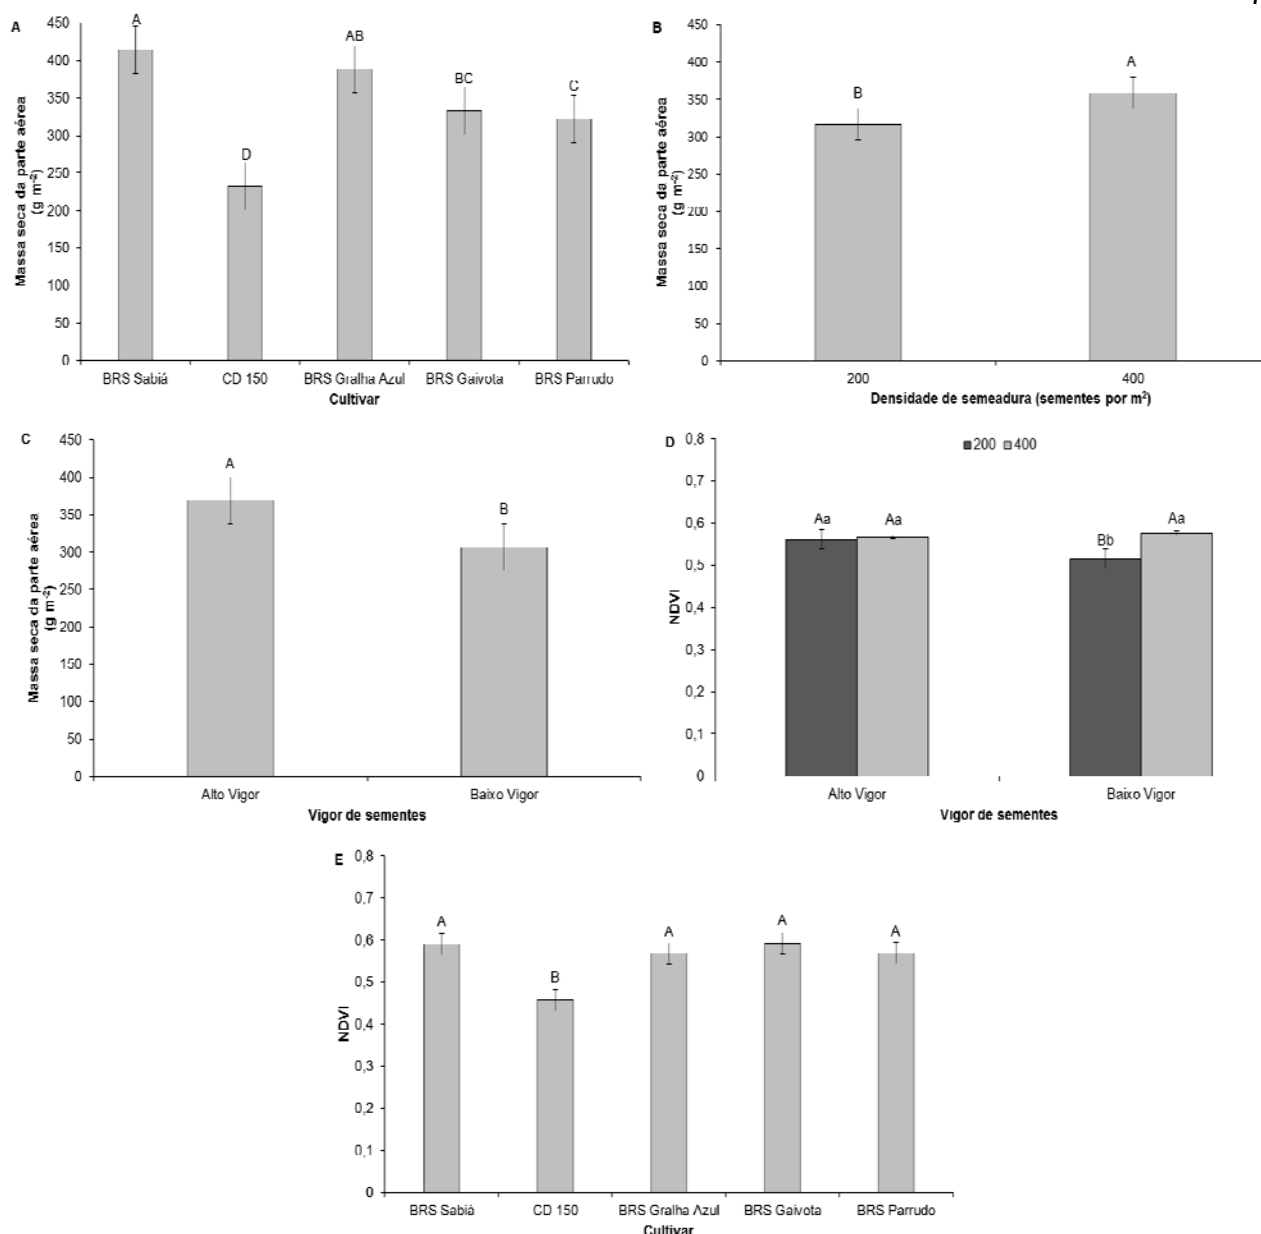 A
Massa seca da parte aérea
(g m⁻²)
450
400
350
300
250
200
150
100
50
0
A
D
AB
BC
C
BRS Sabiá
CD 150
BRS Gralha Azul
BRS Gaivota
BRS Parrudo
Cultivar
B
Massa seca da parte aérea
(g m⁻²)
450
400
350
300
250
200
150
100
50
0
B
A
200
400
Densidade de semeadura (sementes por m²)
C
Massa seca da parte aérea
(g m⁻²)
450
400
350
300
250
200
150
100
50
0
A
B
Alto Vigor
Baixo Vigor
Vigor de sementes
D
200 400
NDVI
0,8
0,7
0,6
0,5
0,4
0,3
0,2
0,1
0
Aa
Aa
Bb
Aa
Alto Vigor
Baixo Vigor
Vigor de sementes
E
NDVI
0,8
0,7
0,6
0,5
0,4
0,3
0,2
0,1
0
A
B
A
A
A
BRS Sabiá
CD 150
BRS Gralha Azul
BRS Gaivota
BRS Parrudo
Cultivar